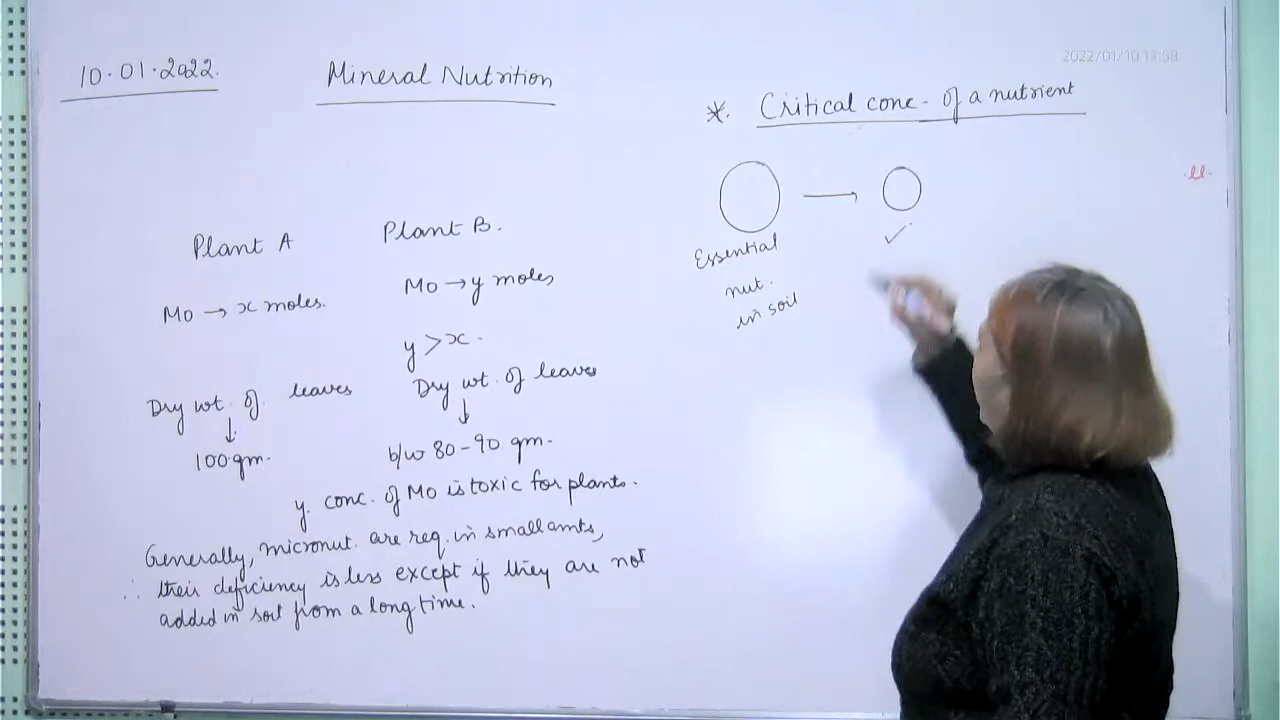 10.01.2022.
Mineral Nutrition
2022/01/10 13:58
Plant A
Plant B.
Mo → x moles.
Mo → y moles
y > x.
Dry wt. of leaves
↓
100 gm.
Dry wt. of leaves
↓
b/w 80-90 gm.
y conc. of Mo is toxic for plants.
Generally, micronut. are req. in small amts,
∴ their deficiency is less except if they are not
added in soil from a long time.
*. Critical conc. of a nutrient
→
✓
Essential
nut.
in soil